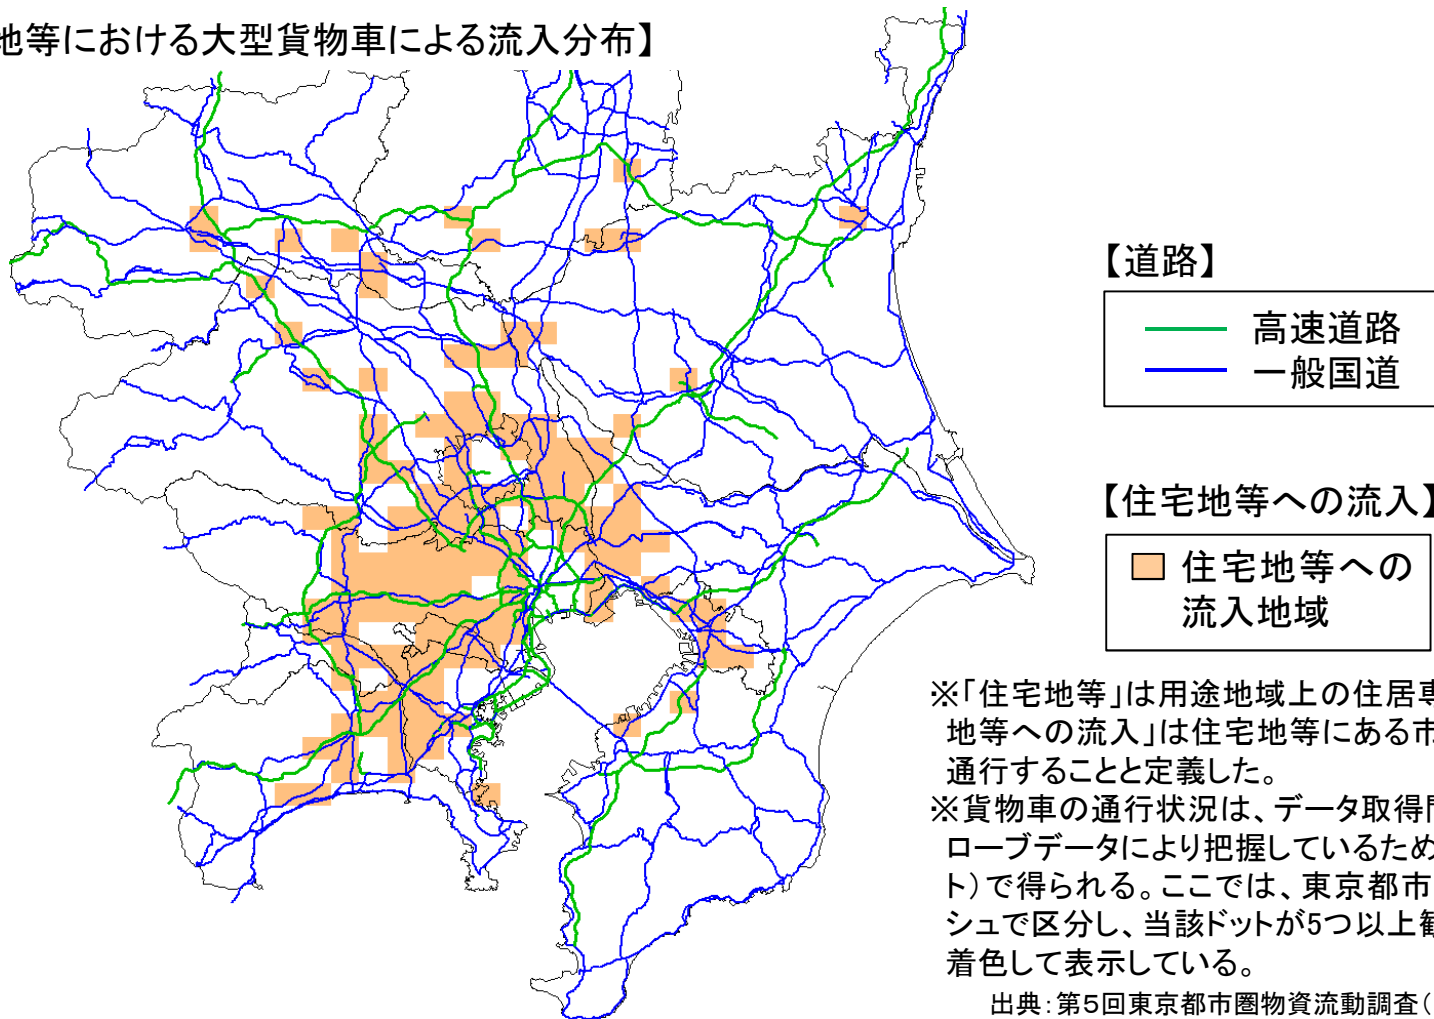 地等における大型貨物車による流入分布】
【道路】
高速道路
一般国道
【住宅地等への流入】
住宅地等への
流入地域
※「住宅地等」は用途地域上の住居専
地等への流入」は住宅地等にある市
通行することと定義した。
※貨物車の通行状況は、データ取得間
ローブデータにより把握しているため
ト）で得られる。ここでは、東京都市
シュで区分し、当該ドットが5つ以上観
着色して表示している。
出典：第5回東京都市圏物資流動調査（